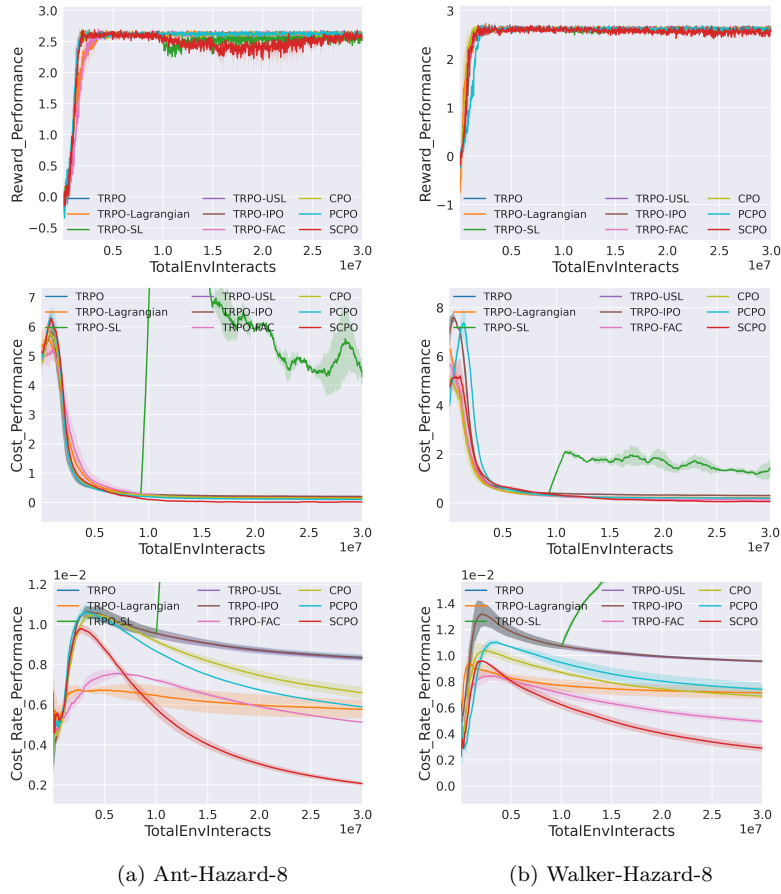 3.0
2.5
2.0
1.5
1.0
0.5
0.0
−0.5
Reward_Performance
TRPO TRPO-USL CPO
TRPO-Lagrangian TRPO-IPO PCPO
TRPO-SL TRPO-FAC SCPO
0.5 1.0 1.5 2.0 2.5 3.0
TotalEnvInteracts 1e7
3
2
1
0
−1
Reward_Performance
TRPO TRPO-USL CPO
TRPO-Lagrangian TRPO-IPO PCPO
TRPO-SL TRPO-FAC SCPO
0.5 1.0 1.5 2.0 2.5 3.0
TotalEnvInteracts 1e7
7
6
5
4
3
2
1
0
Cost_Performance
TRPO TRPO-USL CPO
TRPO-Lagrangian TRPO-IPO PCPO
TRPO-SL TRPO-FAC SCPO
0.5 1.0 1.5 2.0 2.5 3.0
TotalEnvInteracts 1e7
8
6
4
2
0
Cost_Performance
TRPO TRPO-USL CPO
TRPO-Lagrangian TRPO-IPO PCPO
TRPO-SL TRPO-FAC SCPO
0.5 1.0 1.5 2.0 2.5 3.0
TotalEnvInteracts 1e7
1e−2
1.2
1.0
0.8
0.6
0.4
0.2
Cost_Rate_Performance
TRPO TRPO-USL CPO
TRPO-Lagrangian TRPO-IPO PCPO
TRPO-SL TRPO-FAC SCPO
0.5 1.0 1.5 2.0 2.5 3.0
TotalEnvInteracts 1e7
1e−2
1.4
1.2
1.0
0.8
0.6
0.4
0.2
0.0
Cost_Rate_Performance
TRPO TRPO-USL CPO
TRPO-Lagrangian TRPO-IPO PCPO
TRPO-SL TRPO-FAC SCPO
0.5 1.0 1.5 2.0 2.5 3.0
TotalEnvInteracts 1e7
(a) Ant-Hazard-8
(b) Walker-Hazard-8